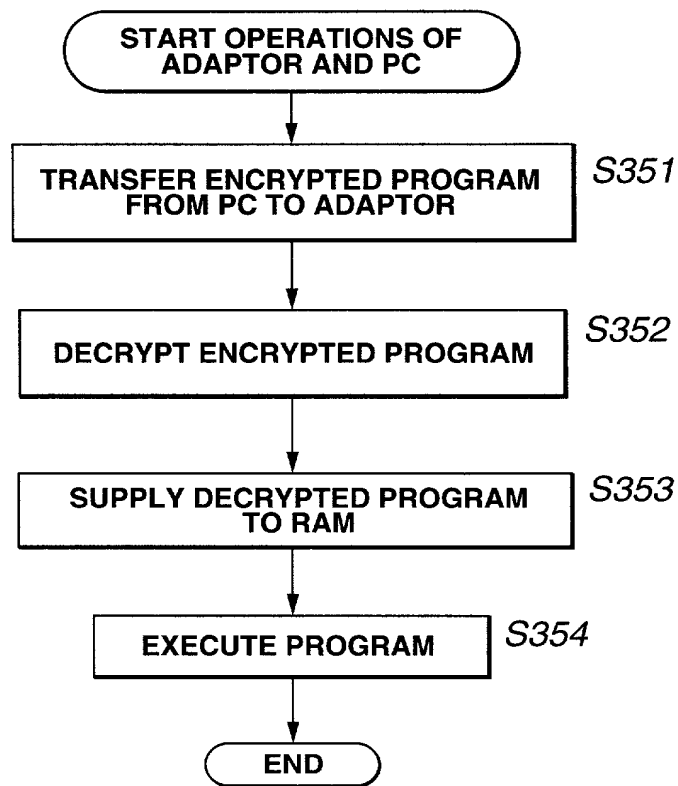 START OPERATIONS OF
ADAPTOR AND PC
TRANSFER ENCRYPTED PROGRAM
FROM PC TO ADAPTOR
S351
DECRYPT ENCRYPTED PROGRAM
S352
SUPPLY DECRYPTED PROGRAM
TO RAM
S353
EXECUTE PROGRAM
S354
END